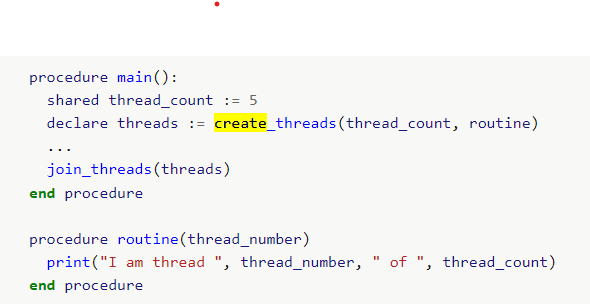 procedure main():
  shared thread_count := 5
  declare threads := create_threads(thread_count, routine)
  ...
  join_threads(threads)
end procedure

procedure routine(thread_number)
  print("I am thread ", thread_number, " of ", thread_count)
end procedure